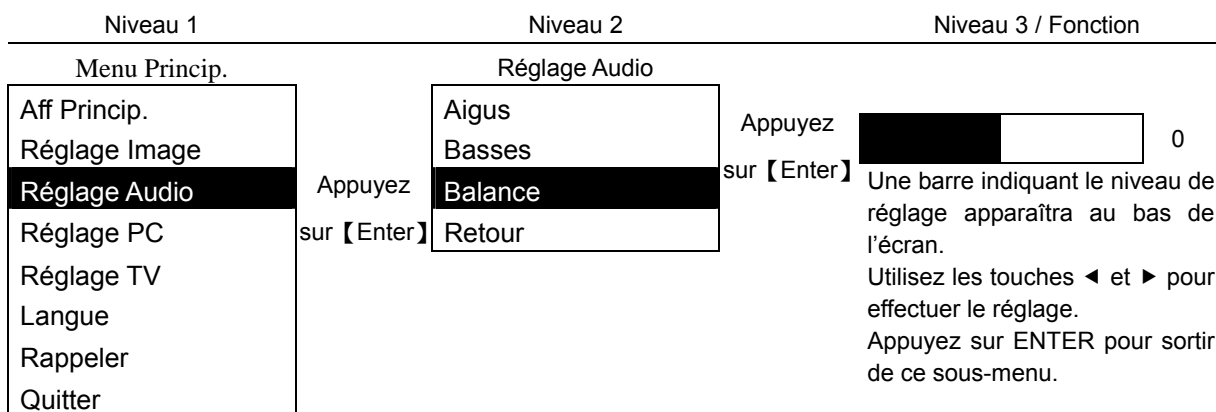 Niveau 1
Niveau 2
Niveau 3 / Fonction
Menu Princip.
Aff Princip.
Réglage Image
Réglage Audio
Réglage PC
Réglage TV
Langue
Rappeler
Quitter
Appuyez
sur【Enter】
Réglage Audio
Aigus
Basses
Balance
Retour
Appuyez
sur【Enter】
0
Une barre indiquant le niveau de
réglage apparaîtra au bas de
l’écran.
Utilisez les touches ◄ et ► pour
effectuer le réglage.
Appuyez sur ENTER pour sortir
de ce sous-menu.